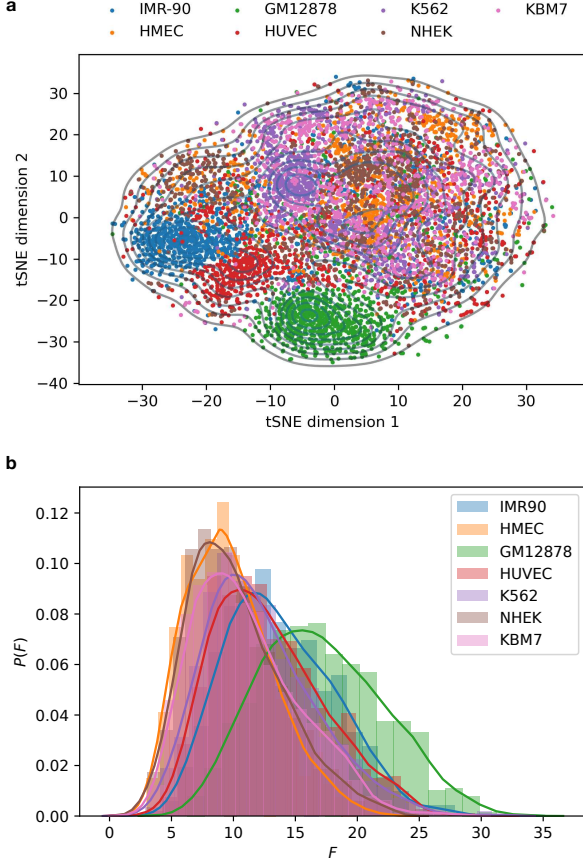 a
IMR-90 GM12878 K562 KBM7
HMEC HUVEC NHEK
30
20
10
0
−10
−20
−30
−40
tSNE dimension 2
−30 −20 −10 0 10 20 30
tSNE dimension 1
b
0.12
0.10
0.08
0.06
0.04
0.02
0.00
P(F)
IMR90
HMEC
GM12878
HUVEC
K562
NHEK
KBM7
0 5 10 15 20 25 30 35
F